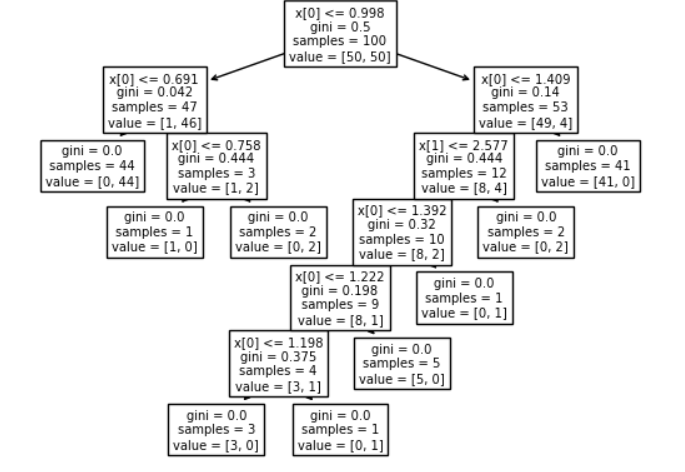 x[0] <= 0.998
gini = 0.5
samples = 100
value = [50, 50]
x[0] <= 0.691
gini = 0.042
samples = 47
value = [1, 46]
x[0] <= 1.409
gini = 0.14
samples = 53
value = [49, 4]
gini = 0.0
samples = 44
value = [0, 44]
x[0] <= 0.758
gini = 0.444
samples = 3
value = [1, 2]
x[1] <= 2.577
gini = 0.444
samples = 12
value = [8, 4]
gini = 0.0
samples = 41
value = [41, 0]
gini = 0.0
samples = 1
value = [1, 0]
gini = 0.0
samples = 2
value = [0, 2]
x[0] <= 1.392
gini = 0.32
samples = 10
value = [8, 2]
gini = 0.0
samples = 2
value = [0, 2]
x[0] <= 1.222
gini = 0.198
samples = 9
value = [8, 1]
gini = 0.0
samples = 1
value = [0, 1]
x[0] <= 1.198
gini = 0.375
samples = 4
value = [3, 1]
gini = 0.0
samples = 5
value = [5, 0]
gini = 0.0
samples = 3
value = [3, 0]
gini = 0.0
samples = 1
value = [0, 1]